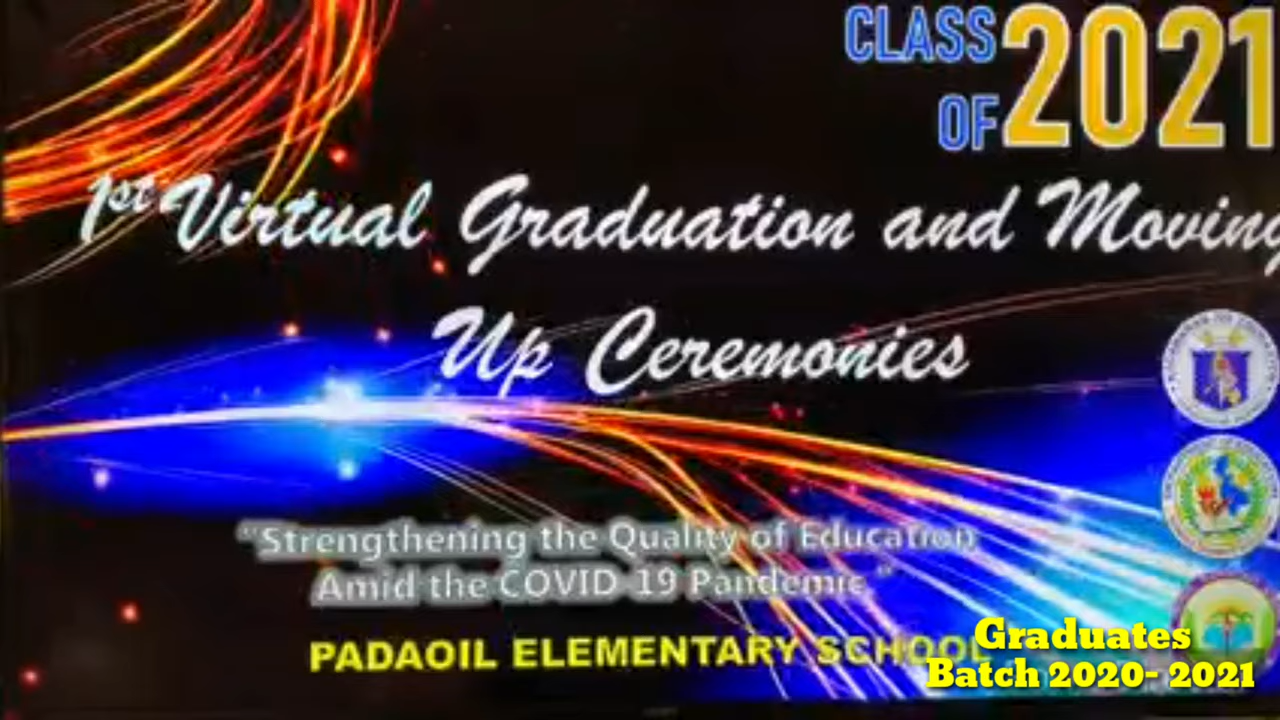 CLASS
OF 2021
1st Virtual Graduation and Moving
Up Ceremonies
"Strengthening the Quality of Education
Amid the COVID-19 Pandemic."
PADAOIL ELEMENTARY SCHOOL
Graduates
Batch 2020- 2021